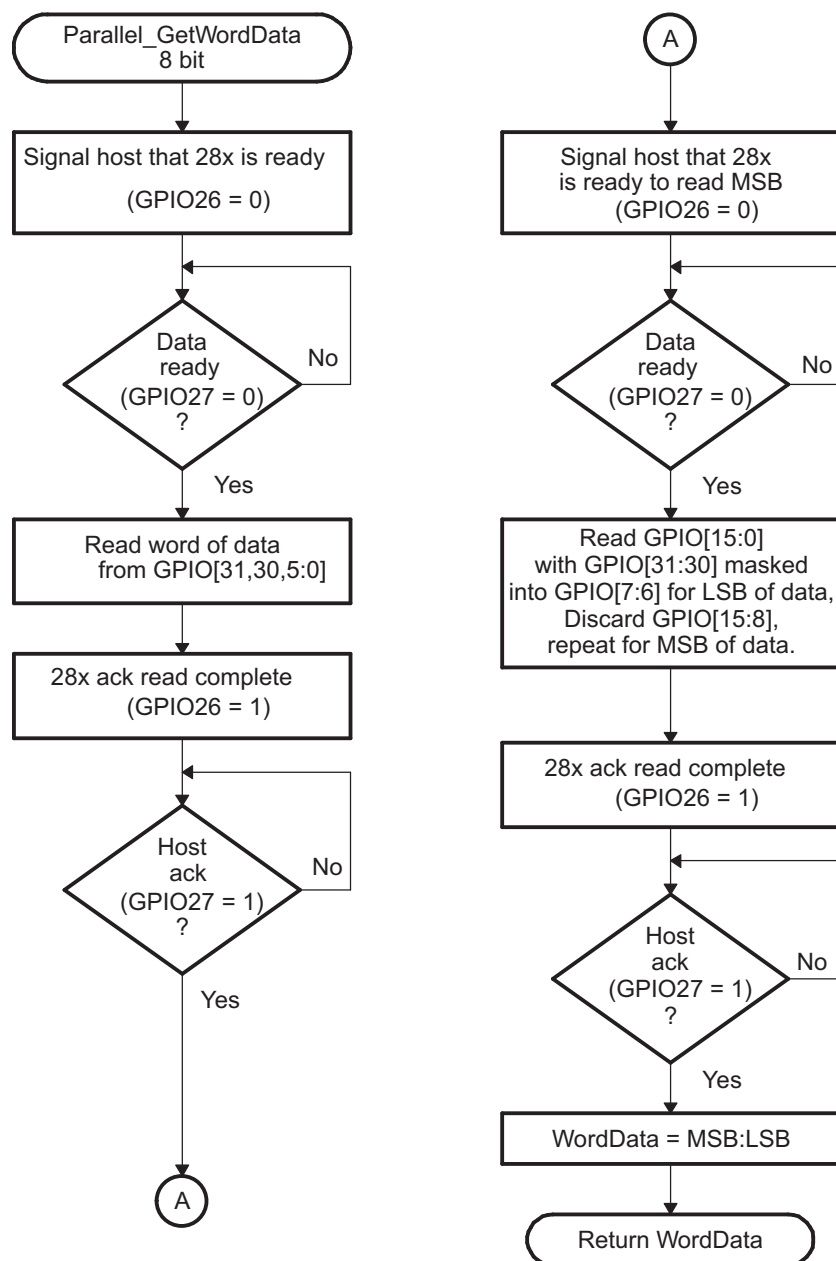 Parallel_GetWordData
8 bit
Signal host that 28x is ready
(GPIO26 = 0)
Data
ready
(GPIO27 = 0)
?
No
Yes
Read word of data
from GPIO[31,30,5:0]
28x ack read complete
(GPIO26 = 1)
Host
ack
(GPIO27 = 1)
?
No
Yes
A
A
Signal host that 28x
is ready to read MSB
(GPIO26 = 0)
Data
ready
(GPIO27 = 0)
?
No
Yes
Read GPIO[15:0]
with GPIO[31:30] masked
into GPIO[7:6] for LSB of data,
Discard GPIO[15:8],
repeat for MSB of data.
28x ack read complete
(GPIO26 = 1)
Host
ack
(GPIO27 = 1)
?
No
Yes
WordData = MSB:LSB
Return WordData